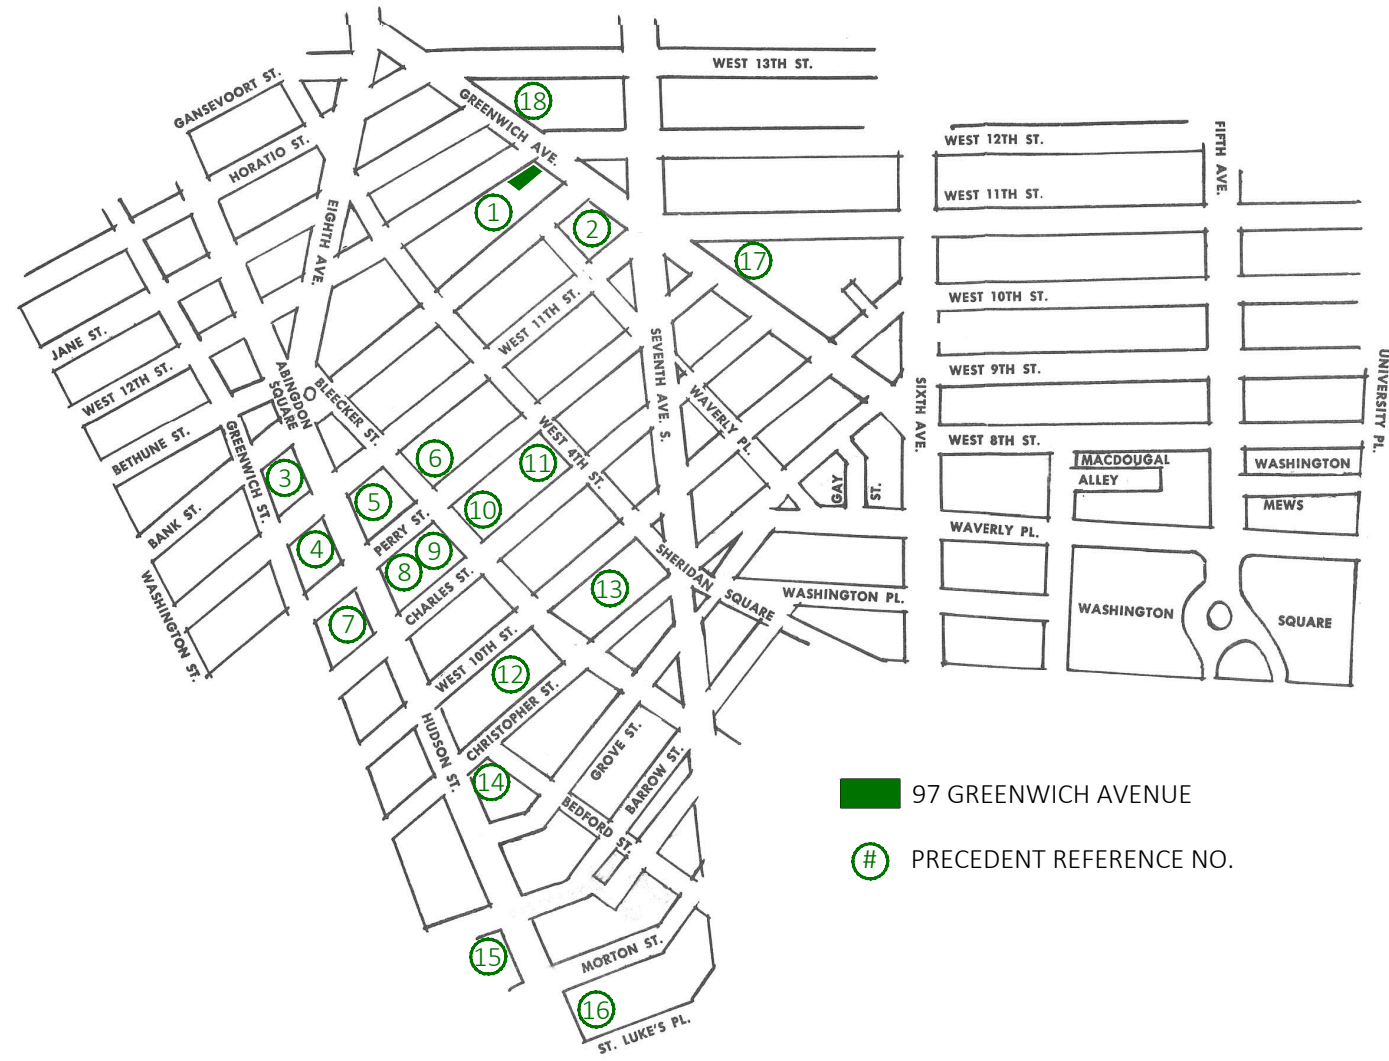 WEST 13TH ST.
GANSEVOORT ST.
18
GREENWICH AVE.
HORATIO ST.
WEST 12TH ST.
FIFTH AVE.
WEST 11TH ST.
1
2
EIGHTH AVE.
17
WEST 10TH ST.
JANE ST.
WEST 11TH ST.
SEVENTH AVE. S.
WEST 9TH ST.
UNIVERSITY PL.
WEST 12TH ST.
ABINGDON
SQUARE
BLEECKER ST.
WAVERLY PL.
SIXTH AVE.
BETHUNE ST.
GREENWICH ST.
WEST 4TH ST.
WEST 8TH ST.
6
11
MACDOUGAL
ALLEY
WASHINGTON
MEWS
3
5
10
GAY
ST.
BANK ST.
PERRY ST.
WAVERLY PL.
4
8
9
SHERIDAN
SQUARE
WASHINGTON ST.
CHARLES ST.
13
WASHINGTON PL.
WASHINGTON
SQUARE
7
WEST 10TH ST.
12
CHRISTOPHER ST.
HUDSON ST.
GROVE ST.
BARROW ST.
14
BEDFORD ST.
97 GREENWICH AVENUE
# PRECEDENT REFERENCE NO.
15
MORTON ST.
16
ST. LUKE'S PL.